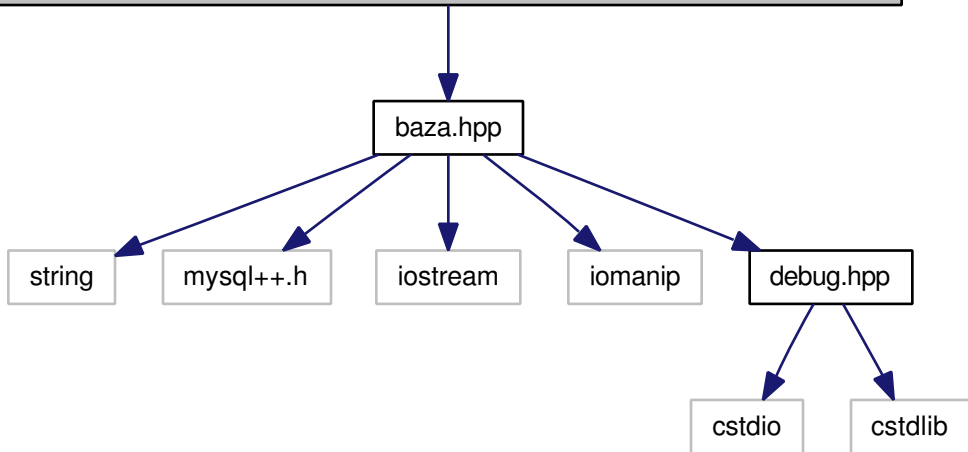 baza.hpp
string
mysql++.h
iostream
iomanip
debug.hpp
cstdio
cstdlib